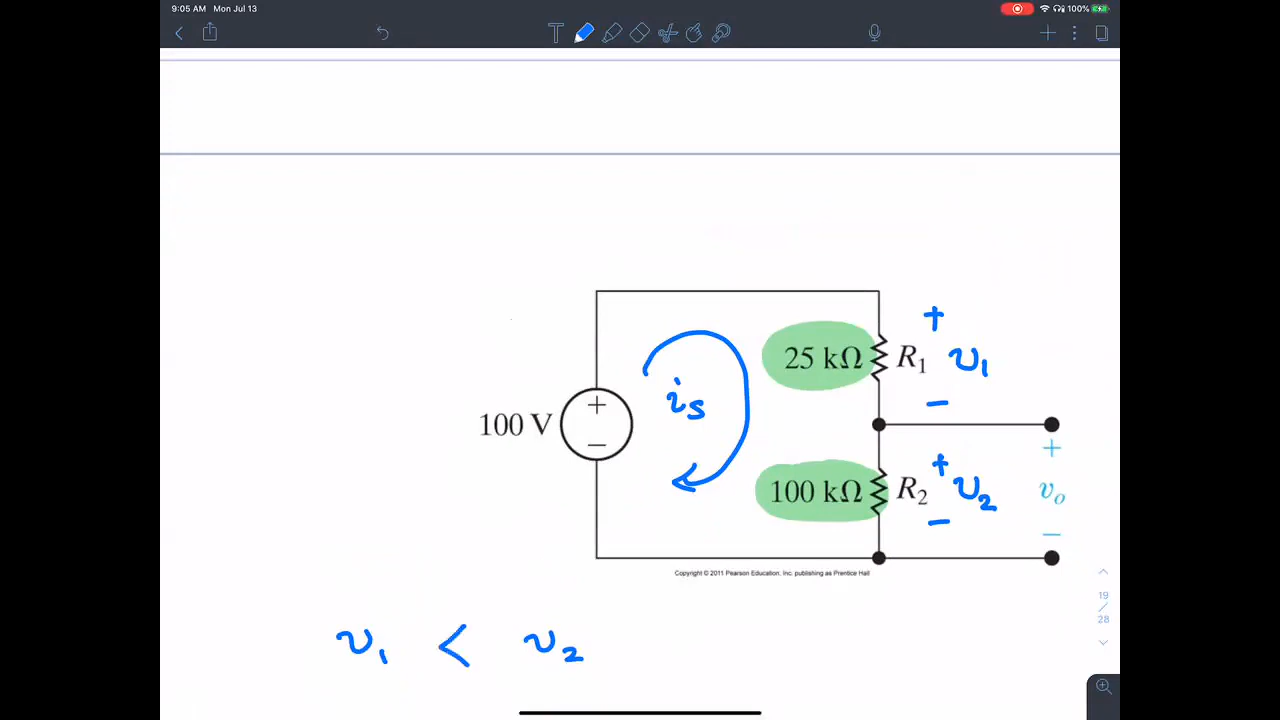 9:05 AM Mon Jul 13
100%
T
+
25 kΩ R₁ v₁
−
+
is
100 V
−
+
100 kΩ R₂ v₂
−
+
vo
−
Copyright © 2011 Pearson Education, Inc. publishing as Prentice Hall
19
/
28
v₁ < v₂